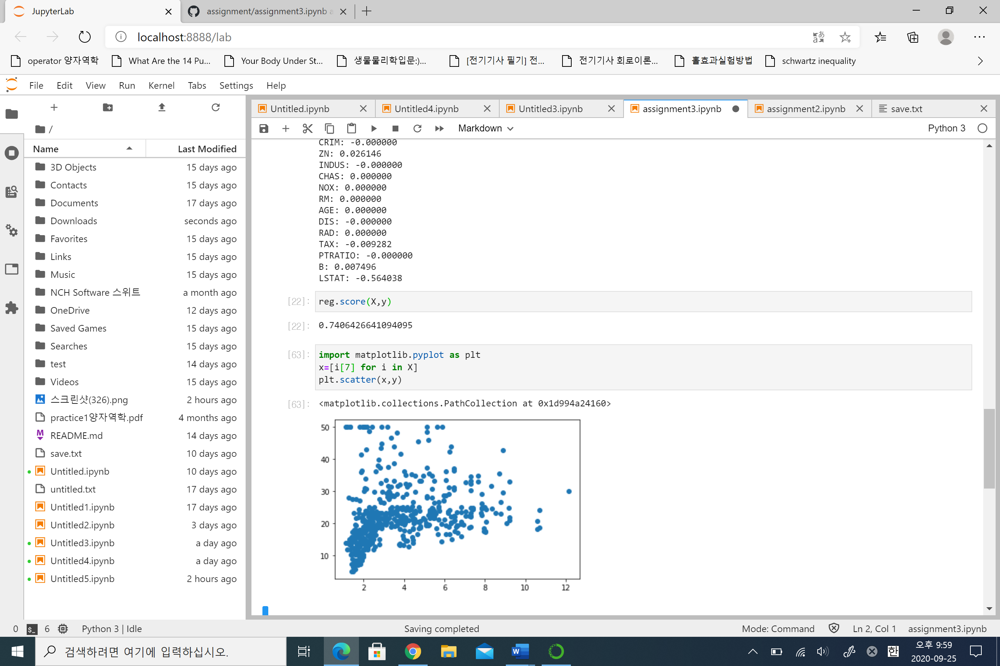 JupyterLab
assignment/assignment3.ipynb a
localhost:8888/lab
operator 양자역학
What Are the 14 Pu...
Your Body Under St...
생물물리학입문:)...
[전기기사 필기] 전...
전기기사 회로이론...
홀효과실험방법
schwartz inequality
File Edit View Run Kernel Tabs Settings Help
Untitled.ipynb
Untitled4.ipynb
Untitled3.ipynb
assignment3.ipynb
assignment2.ipynb
save.txt
Markdown
Python 3
/
Name Last Modified
3D Objects 15 days ago
Contacts 15 days ago
Documents 17 days ago
Downloads seconds ago
Favorites 15 days ago
Links 15 days ago
Music 15 days ago
NCH Software 스위트 a month ago
OneDrive 12 days ago
Saved Games 15 days ago
Searches 15 days ago
test 14 days ago
Videos 15 days ago
스크린샷(326).png 2 hours ago
practice1양자역학.pdf 4 months ago
README.md 14 days ago
save.txt 10 days ago
Untitled.ipynb 10 days ago
untitled.txt 17 days ago
Untitled1.ipynb 17 days ago
Untitled2.ipynb 3 days ago
Untitled3.ipynb a day ago
Untitled4.ipynb a day ago
Untitled5.ipynb 2 hours ago
CRIM: -0.000000
ZN: 0.026146
INDUS: -0.000000
CHAS: 0.000000
NOX: 0.000000
RM: 0.000000
AGE: 0.000000
DIS: -0.000000
RAD: 0.000000
TAX: -0.009282
PTRATIO: -0.000000
B: 0.007496
LSTAT: -0.564038
[22]: reg.score(X,y)
[22]: 0.7406426641094095
[63]: import matplotlib.pyplot as plt
x=[i[7] for i in X]
plt.scatter(x,y)
[63]: <matplotlib.collections.PathCollection at 0x1d994a24160>
50
40
30
20
10
2 4 6 8 10 12
0 $_ 6 Python 3 | Idle Saving completed Mode: Command Ln 2, Col 1 assignment3.ipynb
검색하려면 여기에 입력하십시오.
한
오후 9:59
2020-09-25